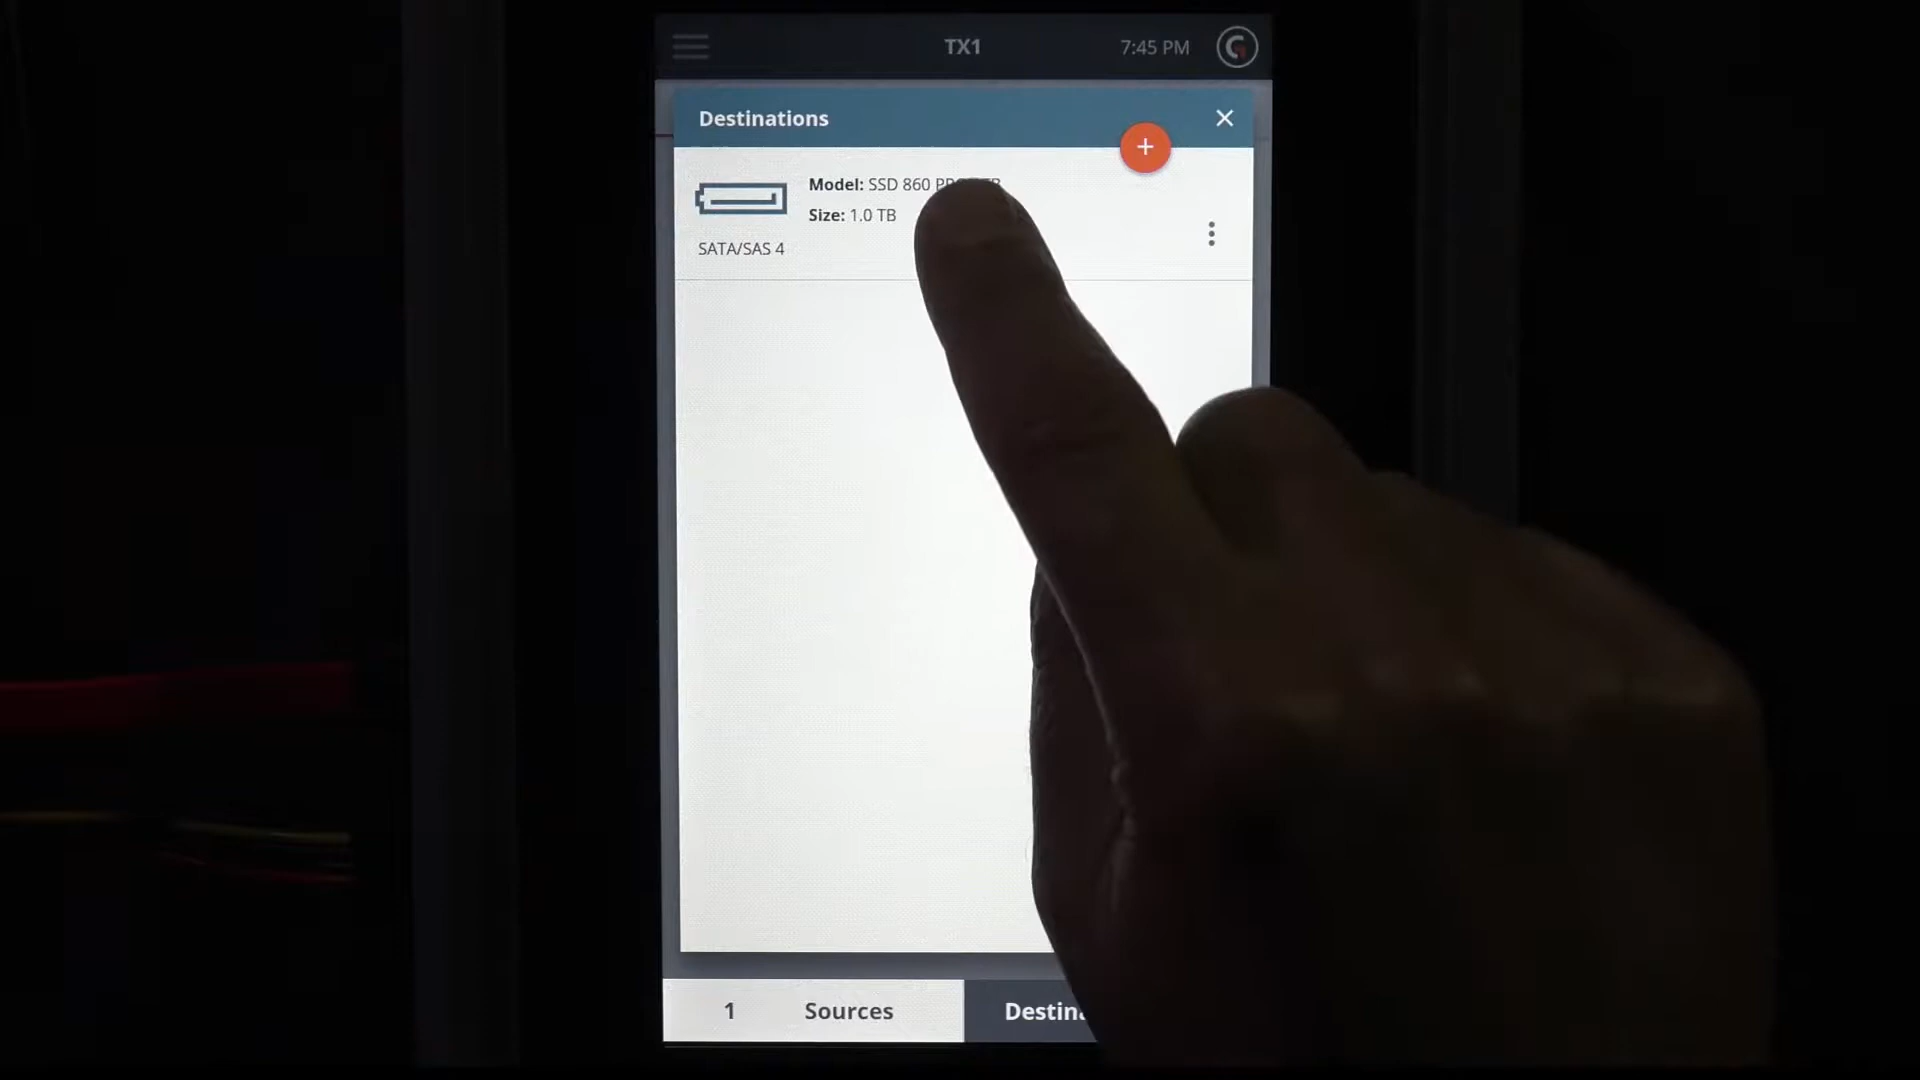 TX1 7:45 PM
Destinations
+
Model: SSD 860
Size: 1.0 TB
SATA/SAS 4
1 Sources